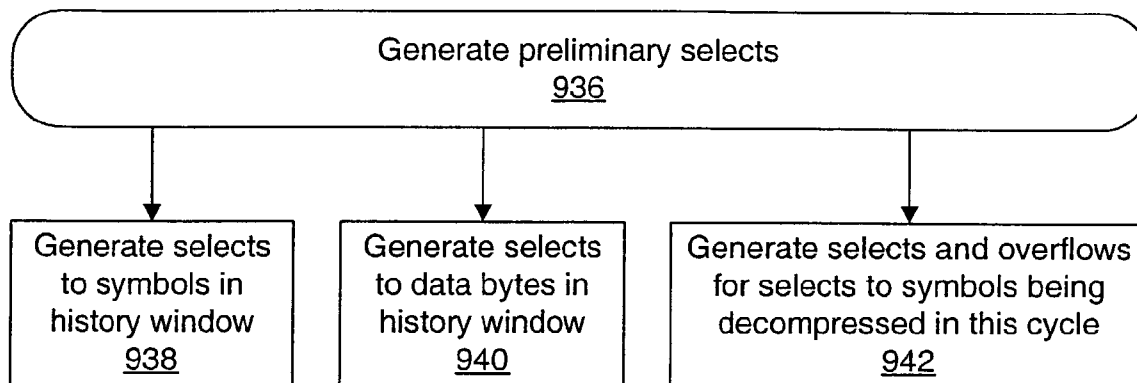 Generate preliminary selects
936
Generate selects
to symbols in
history window
938
Generate selects
to data bytes in
history window
940
Generate selects and overflows
for selects to symbols being
decompressed in this cycle
942